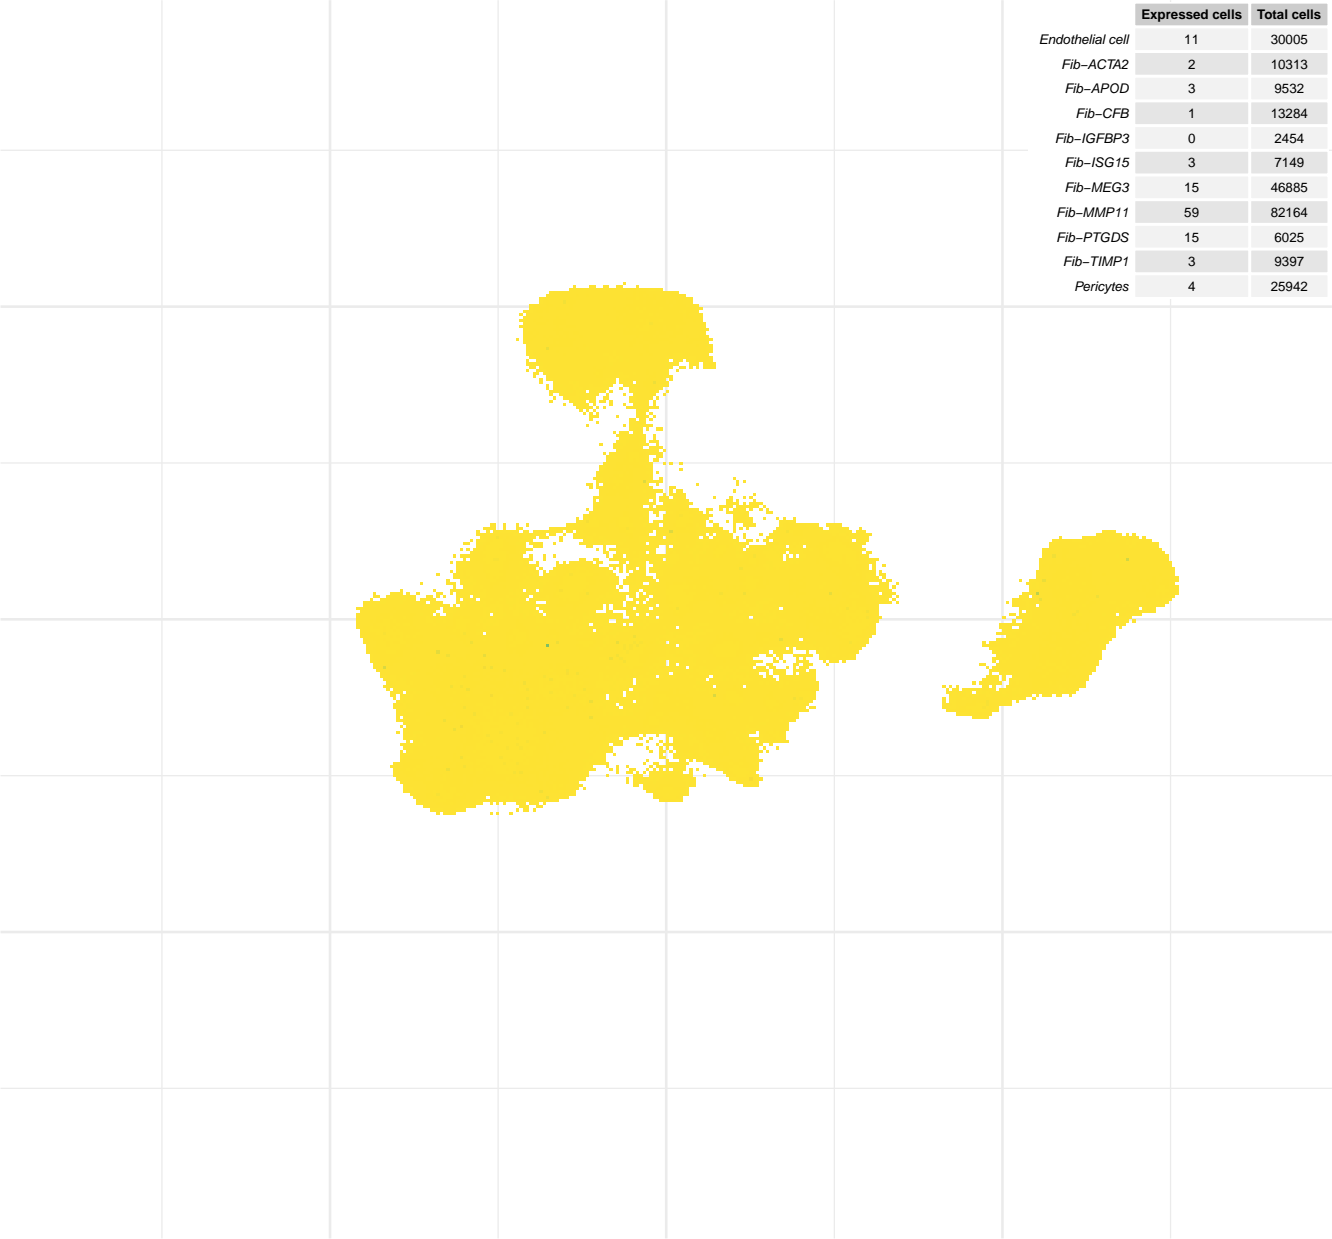 Expressed cells Total cells
Endothelial cell 11 30005
Fib−ACTA2 2 10313
Fib−APOD 3 9532
Fib−CFB 1 13284
Fib−IGFBP3 0 2454
Fib−ISG15 3 7149
Fib−MEG3 15 46885
Fib−MMP11 59 82164
Fib−PTGDS 15 6025
Fib−TIMP1 3 9397
Pericytes 4 25942